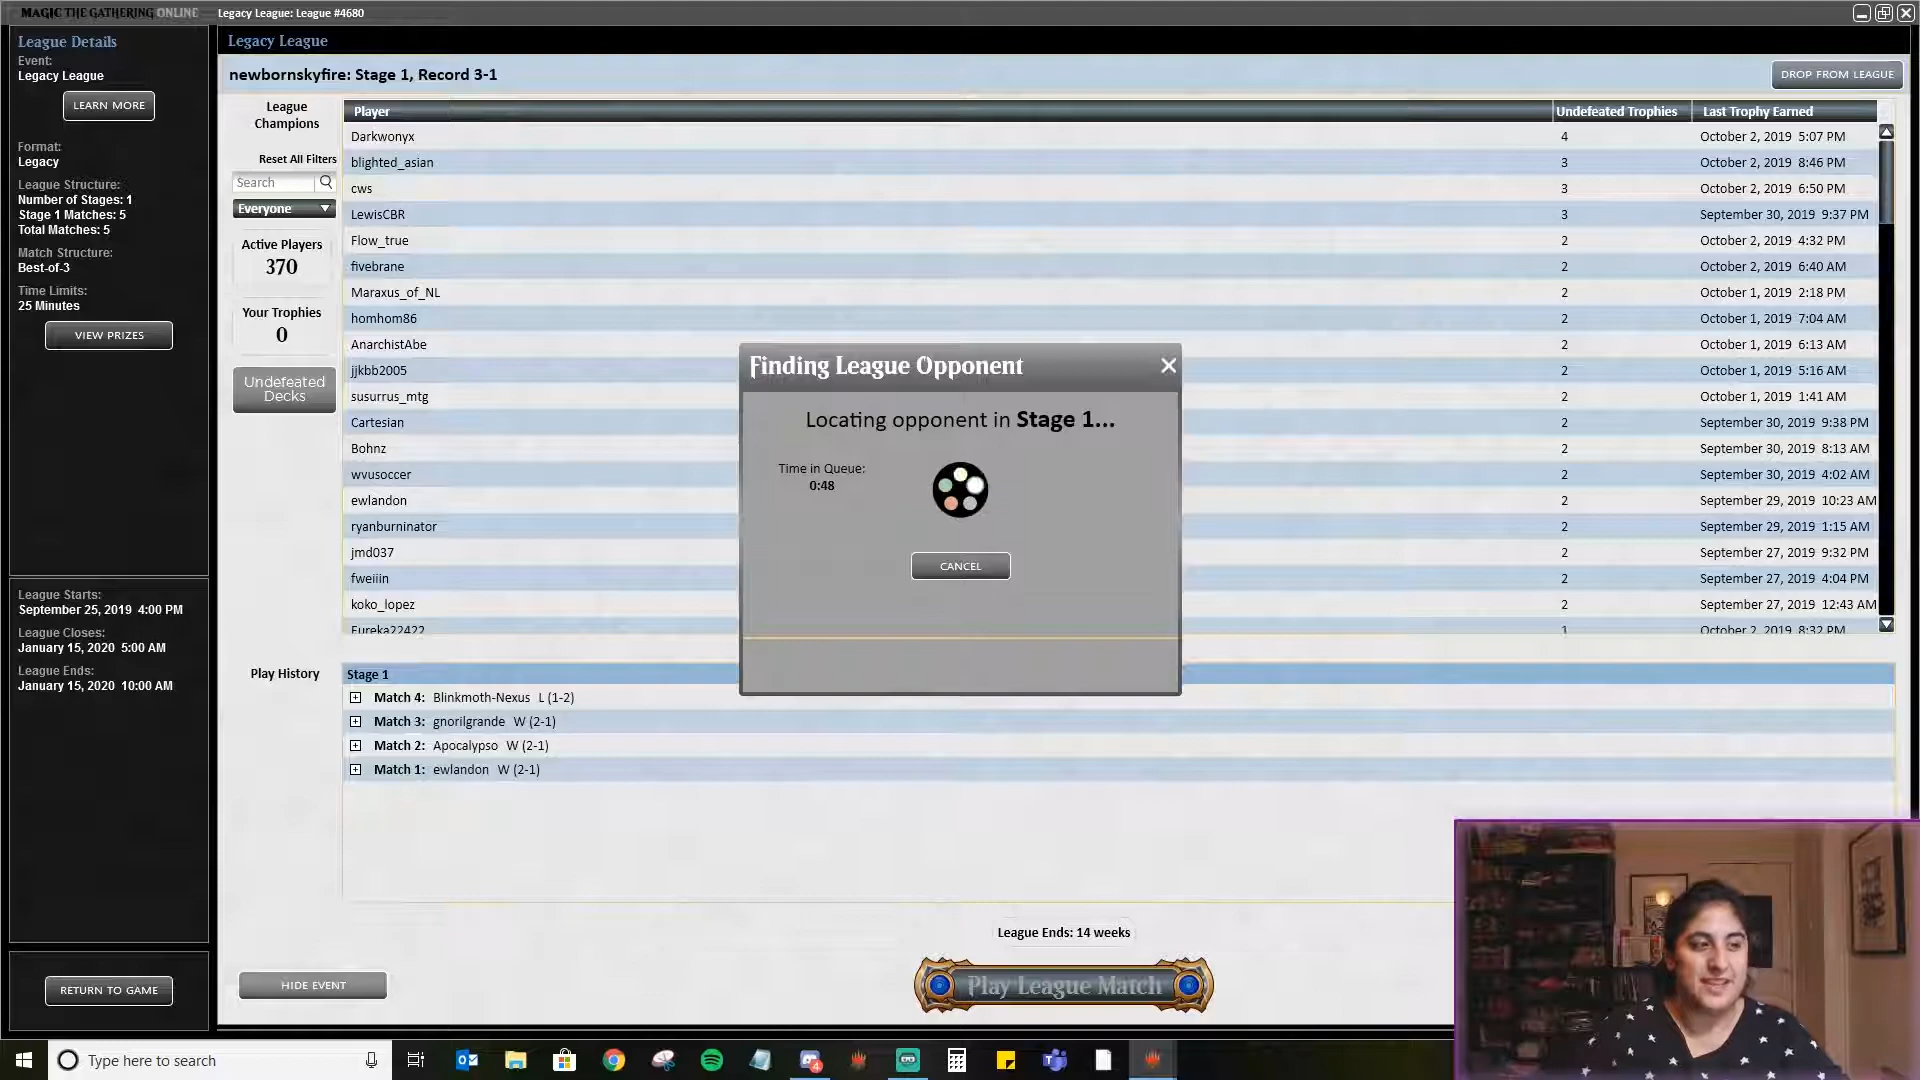 MAGIC THE GATHERING ONLINE
Legacy League: League #4680
League Details
Event:
Legacy League
LEARN MORE
Format:
Legacy
League Structure:
Number of Stages: 1
Stage 1 Matches: 5
Total Matches: 5
Match Structure:
Best-of-3
Time Limits:
25 Minutes
VIEW PRIZES
League Starts:
September 25, 2019 4:00 PM
League Closes:
January 15, 2020 5:00 AM
League Ends:
January 15, 2020 10:00 AM
RETURN TO GAME
Legacy League
newbornskyfire: Stage 1, Record 3-1
DROP FROM LEAGUE
League
Champions
Reset All Filters
Search
Everyone
Active Players
370
Your Trophies
0
Undefeated
Decks
Player Undefeated Trophies Last Trophy Earned
Darkwonyx 4 October 2, 2019 5:07 PM
blighted_asian 3 October 2, 2019 8:46 PM
cws 3 October 2, 2019 6:50 PM
LewisCBR 3 September 30, 2019 9:37 PM
Flow_true 2 October 2, 2019 4:32 PM
fivebrane 2 October 2, 2019 6:40 AM
Maraxus_of_NL 2 October 1, 2019 2:18 PM
homhom86 2 October 1, 2019 7:04 AM
AnarchistAbe 2 October 1, 2019 6:13 AM
jjkbb2005 2 October 1, 2019 5:16 AM
susurrus_mtg 2 October 1, 2019 1:41 AM
Cartesian 2 September 30, 2019 9:38 PM
Bohnz 2 September 30, 2019 8:13 AM
wvusoccer 2 September 30, 2019 4:02 AM
ewlandon 2 September 29, 2019 10:23 AM
ryanburninator 2 September 29, 2019 1:15 AM
jmd037 2 September 27, 2019 9:32 PM
fweiiin 2 September 27, 2019 4:04 PM
koko_lopez 2 September 27, 2019 12:43 AM
Eureka22422 1 October 2, 2019 8:32 PM
Finding League Opponent
Locating opponent in Stage 1...
Time in Queue:
0:48
CANCEL
Play History
Stage 1
Match 4: Blinkmoth-Nexus L (1-2)
Match 3: gnorilgrande W (2-1)
Match 2: Apocalypso W (2-1)
Match 1: ewlandon W (2-1)
League Ends: 14 weeks
HIDE EVENT
Play League Match
Type here to search
4